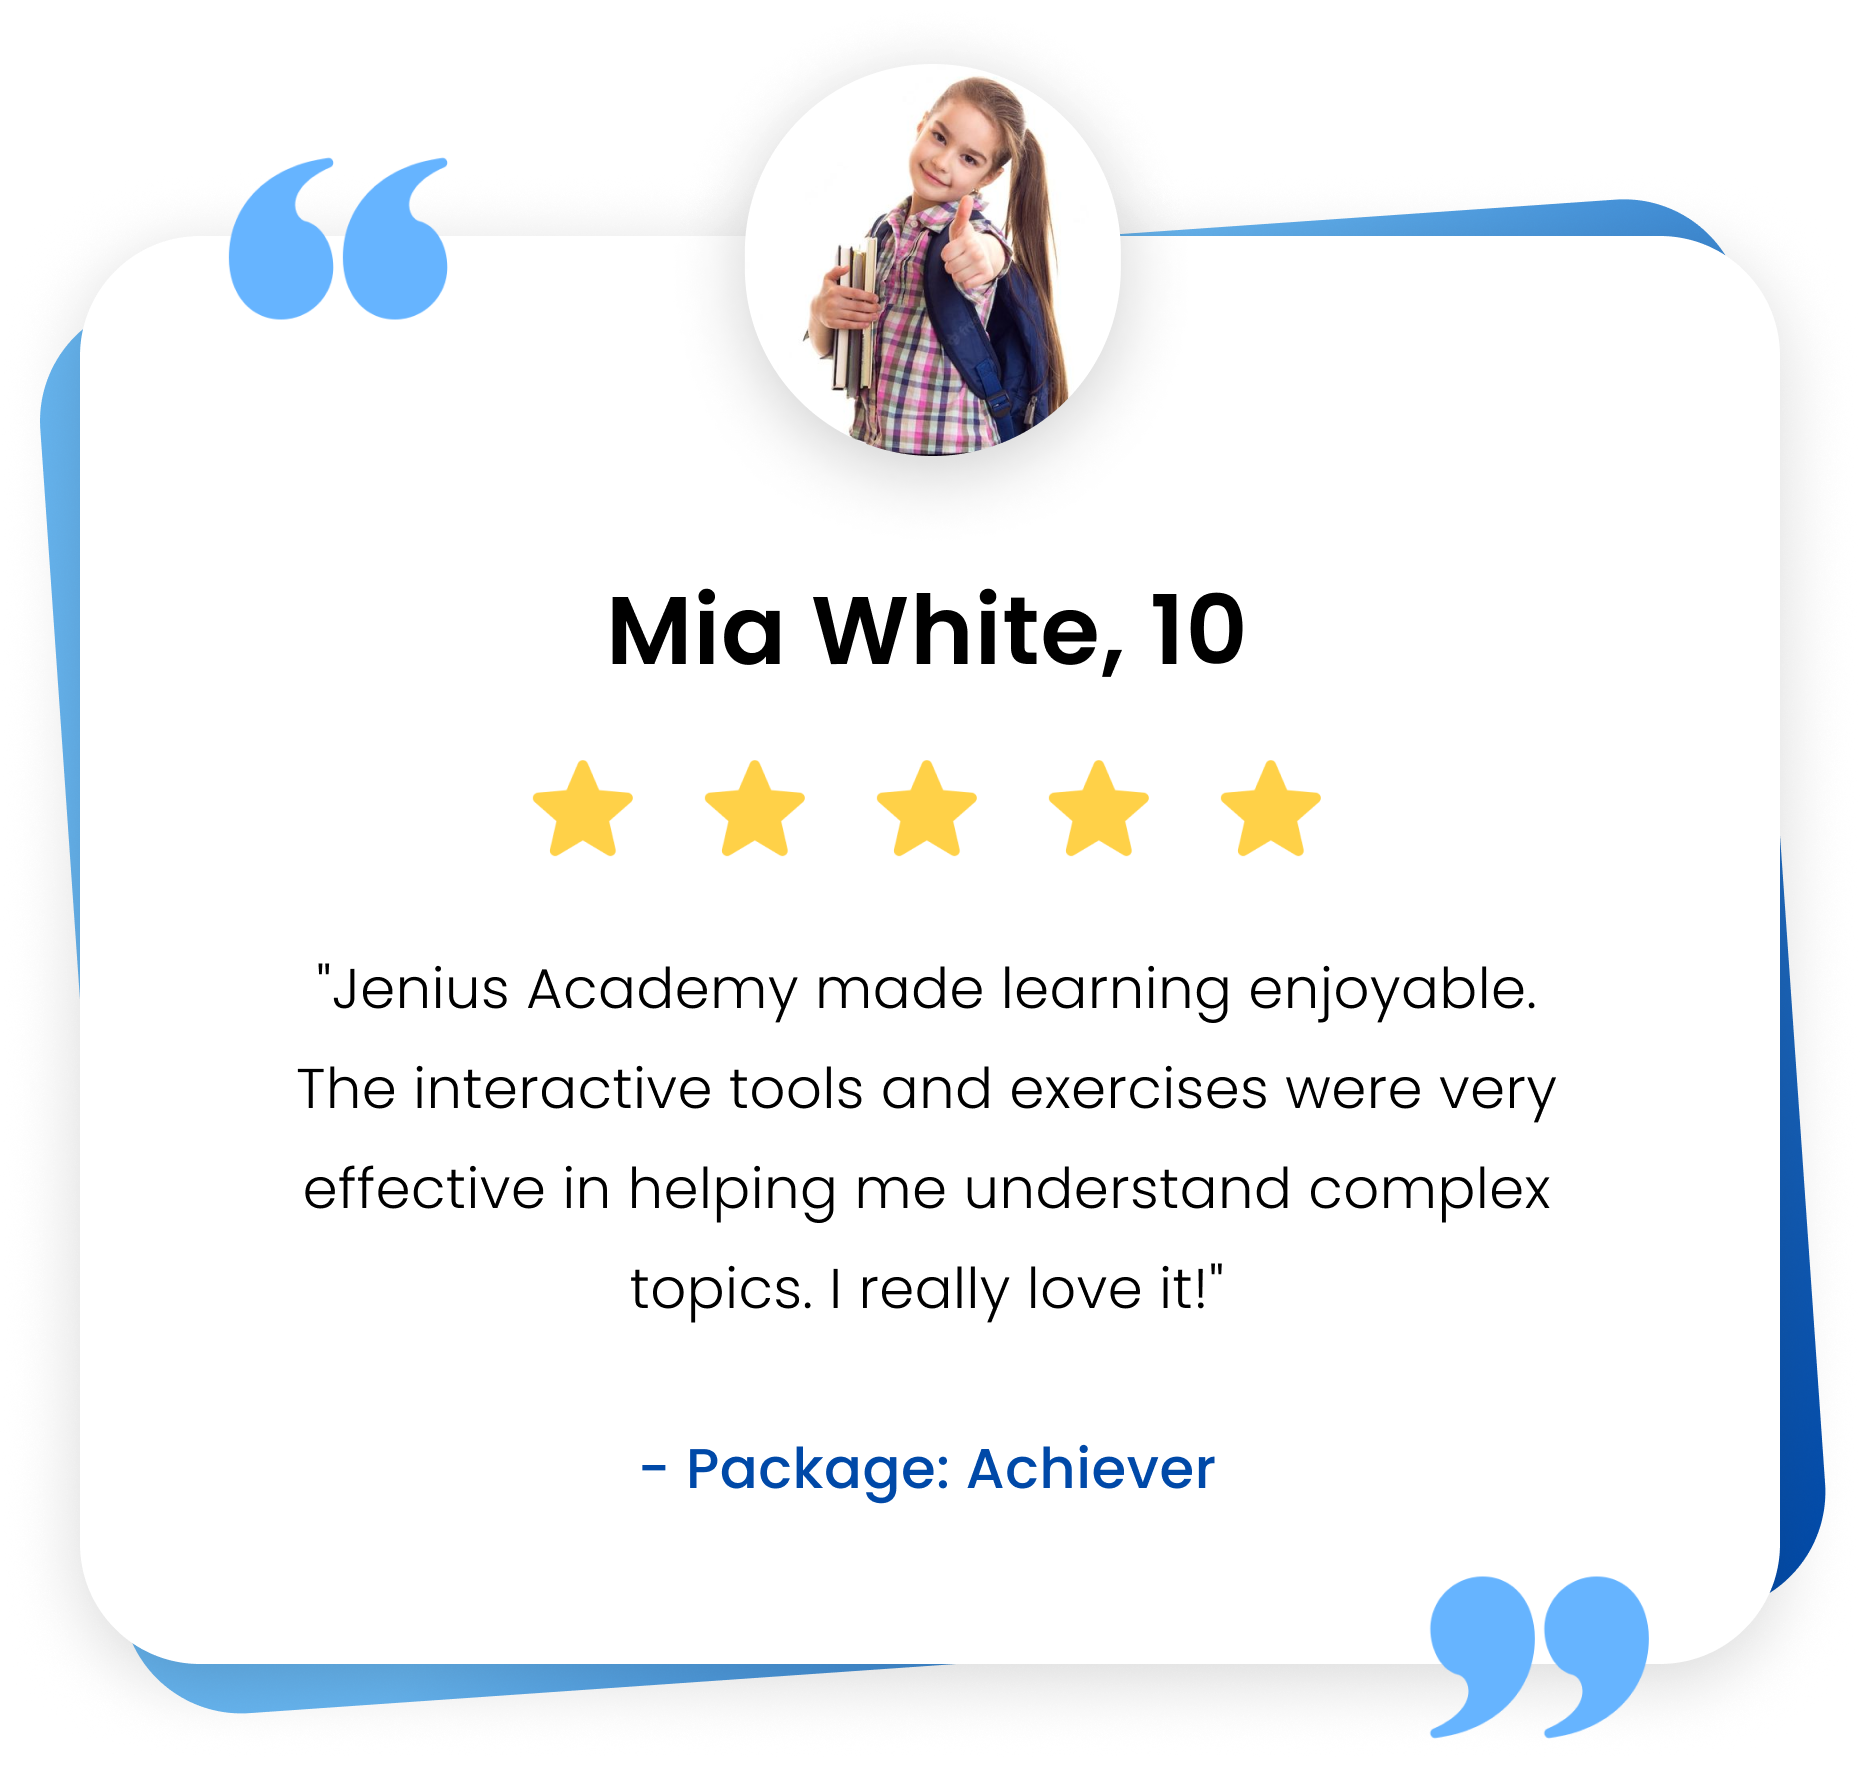 Mia White, 10
"Jenius Academy made learning enjoyable.
The interactive tools and exercises were very
effective in helping me understand complex
topics. I really love it!"
- Package: Achiever